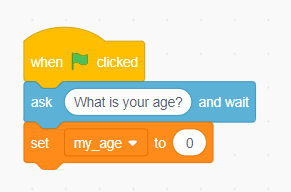 when clicked
ask What is your age? and wait
set my_age to 0